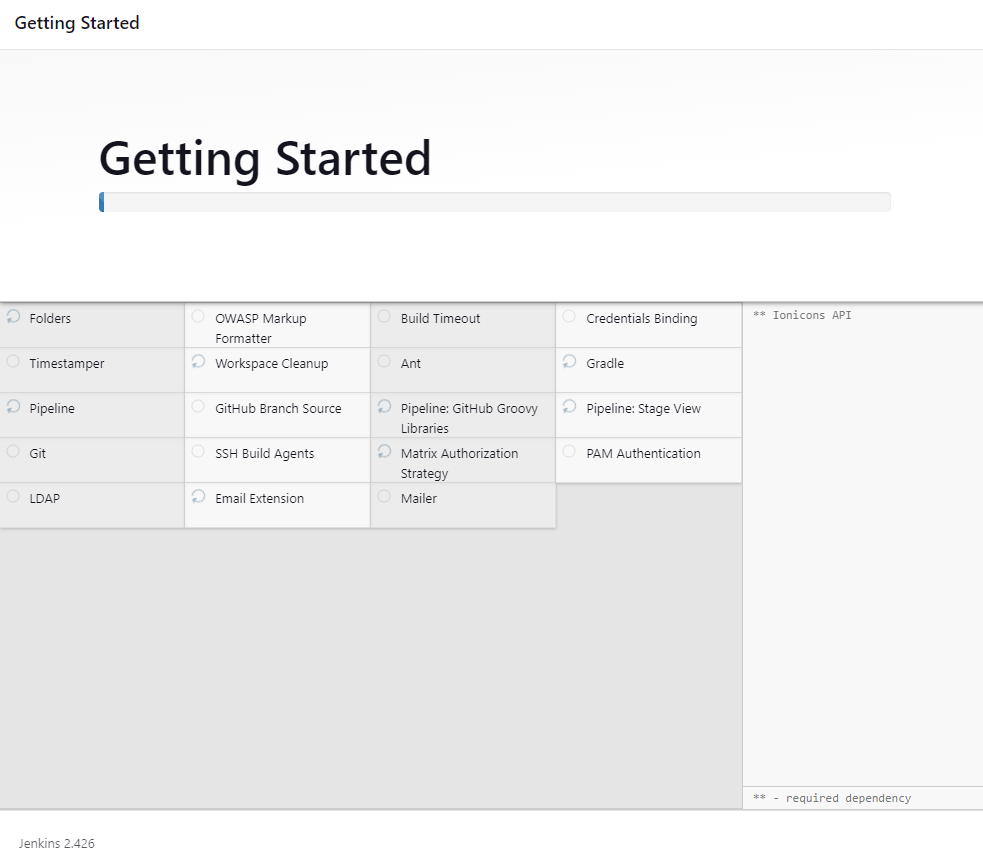 Getting Started
Getting Started
Folders
OWASP Markup
Formatter
Build Timeout
Credentials Binding
** Ionicons API
Timestamper
Workspace Cleanup
Ant
Gradle
Pipeline
GitHub Branch Source
Pipeline: GitHub Groovy
Libraries
Pipeline: Stage View
Git
SSH Build Agents
Matrix Authorization
Strategy
PAM Authentication
LDAP
Email Extension
Mailer
** - required dependency
Jenkins 2.426